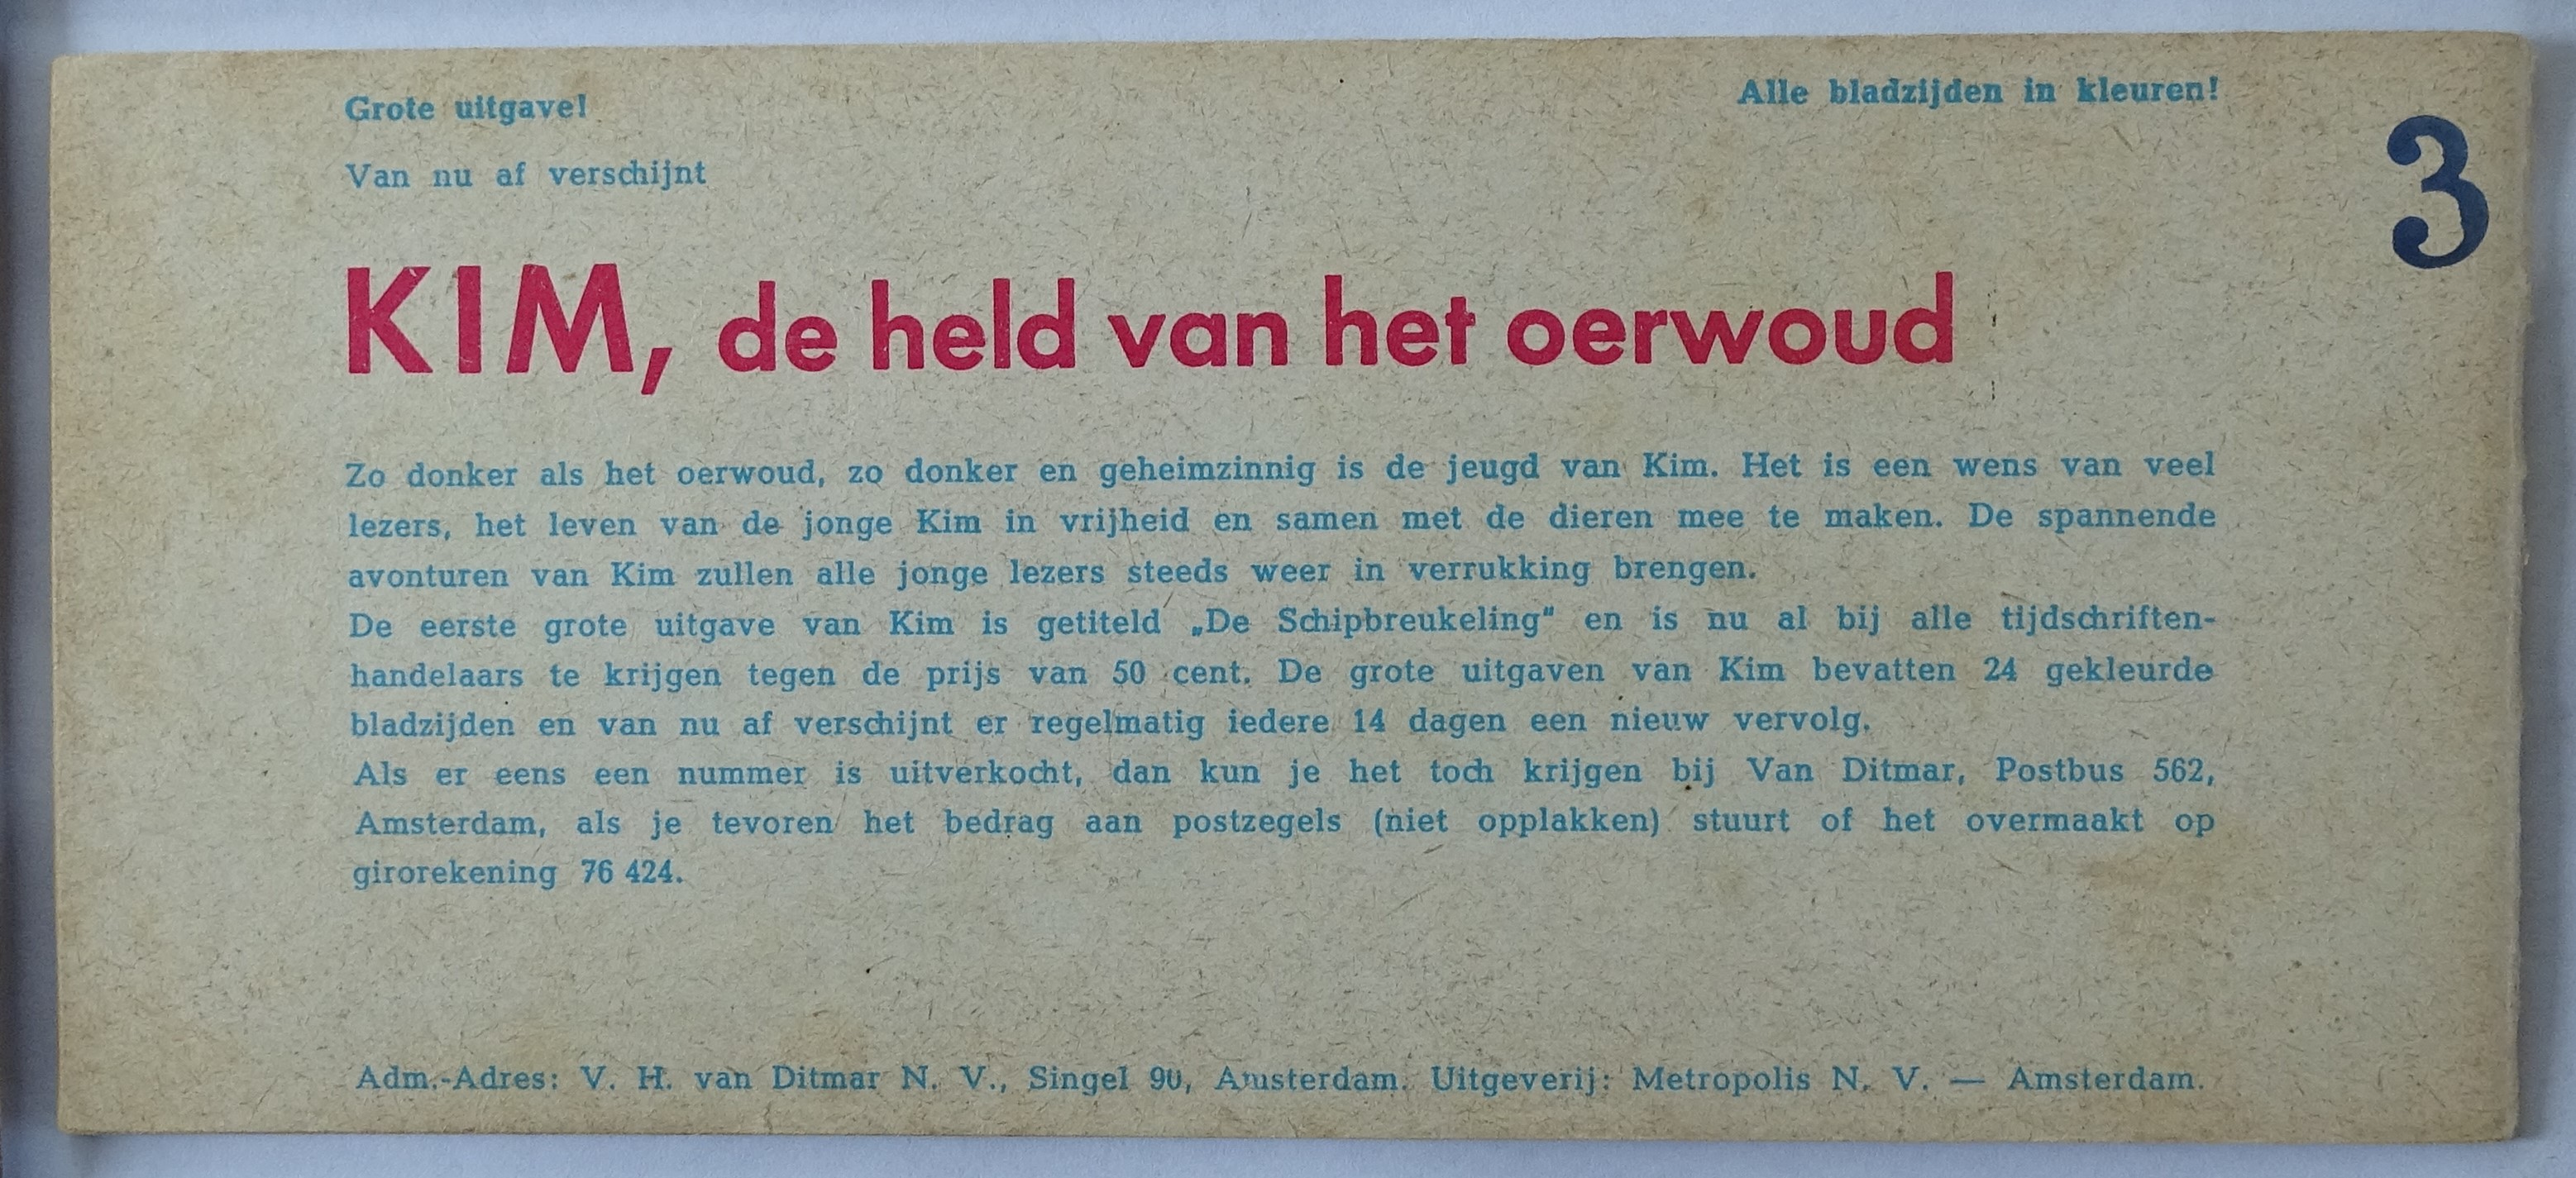 Grote uitgave!
Alle bladzijden in kleuren!
3
Van nu af verschijnt
KIM, de held van het oerwoud
Zo donker als het oerwoud, zo donker en geheimzinnig is de jeugd van Kim. Het is een wens van veel
lezers, het leven van de jonge Kim in vrijheid en samen met de dieren mee te maken. De spannende
avonturen van Kim zullen alle jonge lezers steeds weer in verrukking brengen.
De eerste grote uitgave van Kim is getiteld „De Schipbreukeling" en is nu al bij alle tijdschriften-
handelaars te krijgen tegen de prijs van 50 cent. De grote uitgaven van Kim bevatten 24 gekleurde
bladzijden en van nu af verschijnt er regelmatig iedere 14 dagen een nieuw vervolg.
Als er eens een nummer is uitverkocht, dan kun je het toch krijgen bij Van Ditmar, Postbus 562,
Amsterdam, als je tevoren het bedrag aan postzegels (niet opplakken) stuurt of het overmaakt op
girorekening 76 424.
Adm.-Adres: V. H. van Ditmar N. V., Singel 90, Amsterdam. Uitgeverij: Metropolis N. V. — Amsterdam.